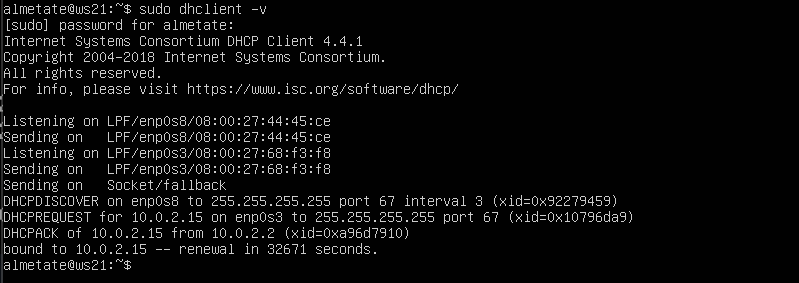 almetate@ws21:~$ sudo dhclient -v
[sudo] password for almetate:
Internet Systems Consortium DHCP Client 4.4.1
Copyright 2004-2018 Internet Systems Consortium.
All rights reserved.
For info, please visit https://www.isc.org/software/dhcp/

Listening on LPF/enp0s8/08:00:27:44:45:ce
Sending on   LPF/enp0s8/08:00:27:44:45:ce
Listening on LPF/enp0s3/08:00:27:68:f3:f8
Sending on   LPF/enp0s3/08:00:27:68:f3:f8
Sending on   Socket/fallback
DHCPDISCOVER on enp0s8 to 255.255.255.255 port 67 interval 3 (xid=0x92279459)
DHCPREQUEST for 10.0.2.15 on enp0s3 to 255.255.255.255 port 67 (xid=0x10796da9)
DHCPACK of 10.0.2.15 from 10.0.2.2 (xid=0xa96d7910)
bound to 10.0.2.15 -- renewal in 32671 seconds.
almetate@ws21:~$